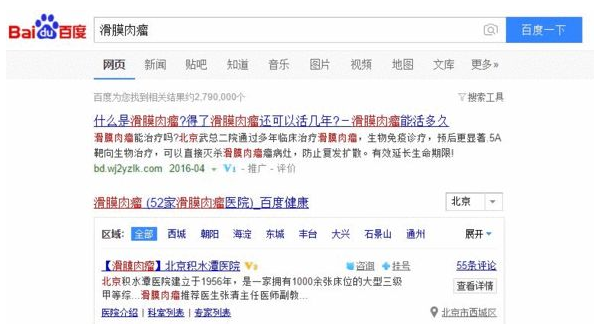 Baidu百度 滑膜肉瘤 百度一下
网页 新闻 贴吧 知道 音乐 图片 视频 地图 文库 更多»
百度为您找到相关结果约2,790,000个 搜索工具
什么是滑膜肉瘤?得了滑膜肉瘤还可以活几年?-滑膜肉瘤能活多久
滑膜肉瘤能治疗吗?北京武总二院通过多年临床治疗滑膜肉瘤，生物免疫诊疗，预后更显著.5A
靶向生物治疗，可以直接灭杀滑膜肉瘤瘤病灶，防止复发扩散。有效延长生命期限!
bd.wj2yzlk.com 2016-04 V1 - 推广 - 评价
滑膜肉瘤 (52家滑膜肉瘤医院)_百度健康 北京
区域： 全部 西城 朝阳 海淀 东城 丰台 大兴 石景山 通州 展开
【滑膜肉瘤】北京积水潭医院 V3 咨询 挂号 55条评论
北京积水潭医院建立于1956年，是一家拥有1000余张床位的大型三级 查看详情
甲等综...滑膜肉瘤推荐医生张清主任医师副教...
医院介绍 | 科室列表 | 专家列表 北京市西城区